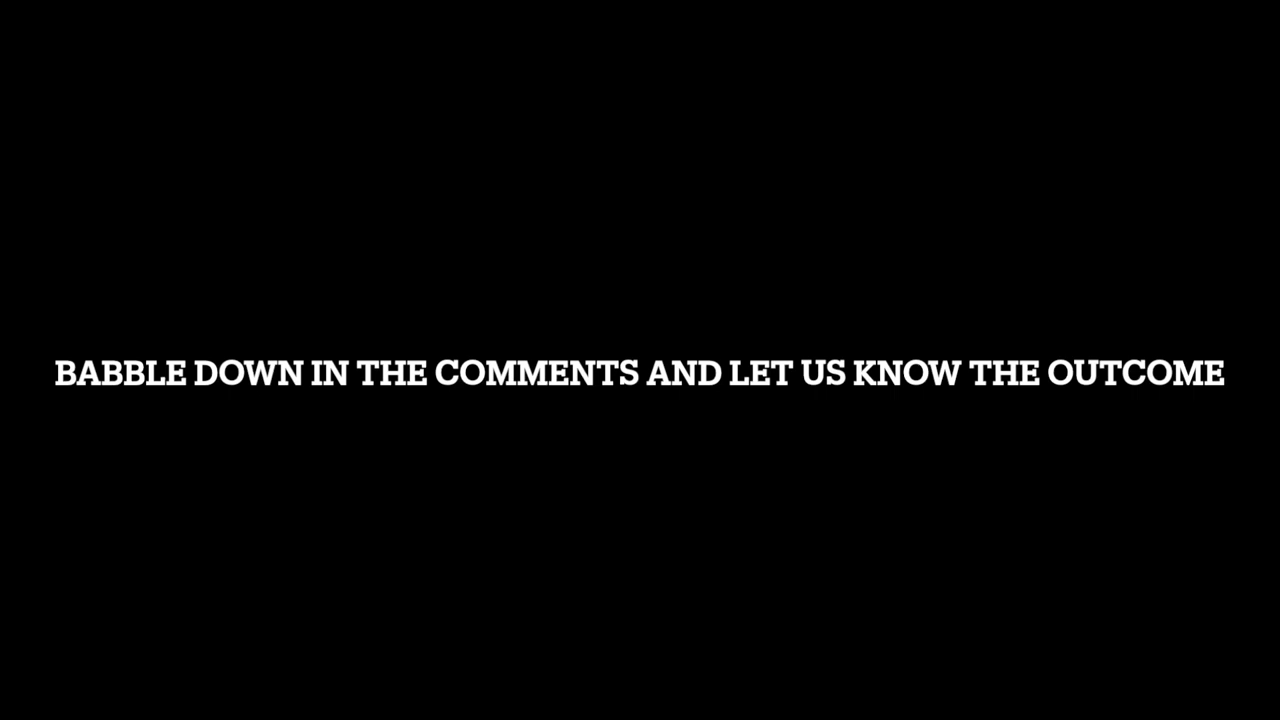 BABBLE DOWN IN THE COMMENTS AND LET US KNOW THE OUTCOME